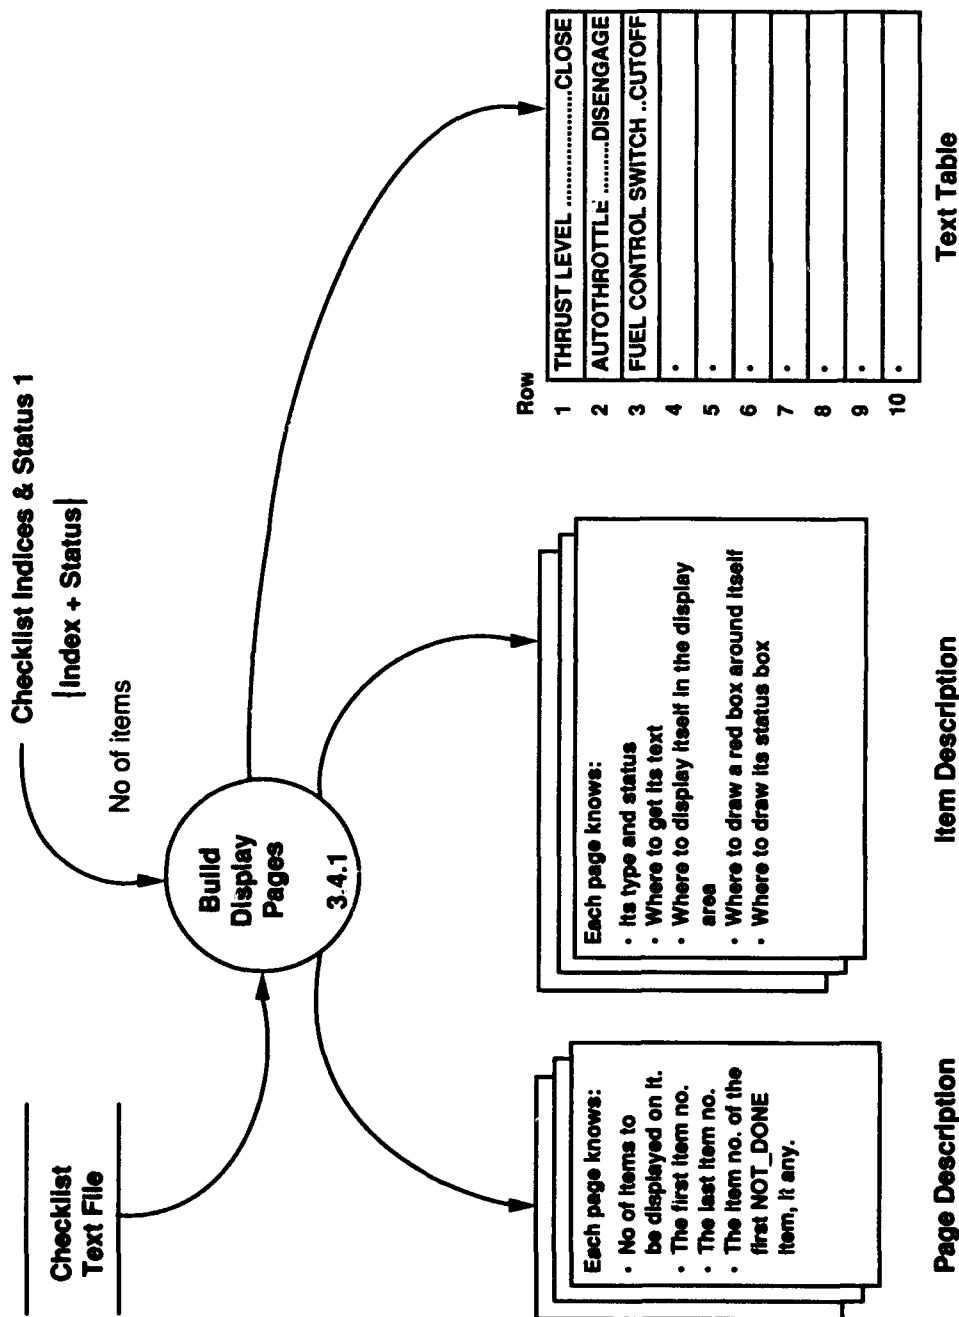 Checklist
Text File
Checklist Indices & Status 1
{Index + Status}
No of items
Build
Display
Pages
3.4.1
Each page knows:
· No of items to
be displayed on it.
· The first item no.
· The last item no.
· The item no. of the
first NOT_DONE
item, it any.
Page Description
Each page knows:
· Its type and status
· Where to get its text
· Where to display itself in the display
area
· Where to draw a red box around itself
· Where to draw its status box
Item Description
Row
1 THRUST LEVEL ......................CLOSE
2 AUTOTHROTTLE ..........DISENGAGE
3 FUEL CONTROL SWITCH ..CUTOFF
4 ·
5 ·
6 ·
7 ·
8 ·
9 ·
10 ·
Text Table